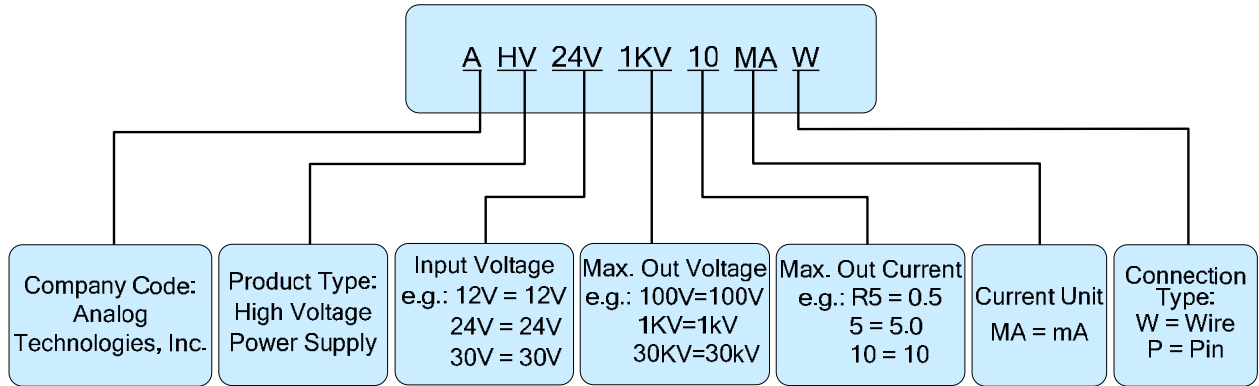 A HV 24V 1KV 10 MA W
Company Code:
Analog
Technologies, Inc.
Product Type:
High Voltage
Power Supply
Input Voltage
e.g.: 12V = 12V
24V = 24V
30V = 30V
Max. Out Voltage
e.g.: 100V=100V
1KV=1kV
30KV=30kV
Max. Out Current
e.g.: R5 = 0.5
5 = 5.0
10 = 10
Current Unit
MA = mA
Connection
Type:
W = Wire
P = Pin